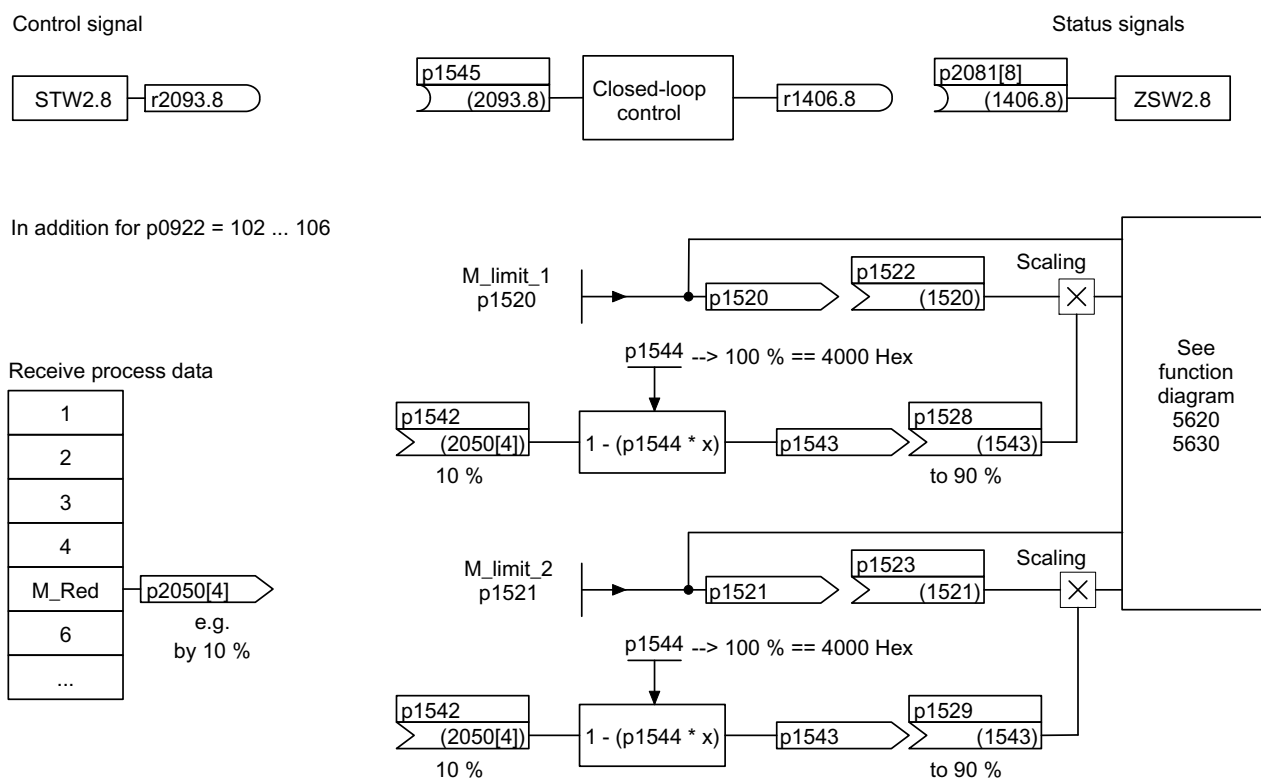 Control signal
Status signals
STW2.8
r2093.8
p1545
(2093.8)
Closed-loop
control
r1406.8
p2081[8]
(1406.8)
ZSW2.8
In addition for p0922 = 102 ... 106
M_limit_1
p1520
p1520
p1522
(1520)
Scaling
p1544 --> 100 % == 4000 Hex
p1542
(2050[4])
10 %
1 - (p1544 * x)
p1543
p1528
(1543)
to 90 %
See
function
diagram
5620
5630
Receive process data
1
2
3
4
M_Red
6
...
p2050[4]
e.g.
by 10 %
M_limit_2
p1521
p1521
p1523
(1521)
Scaling
p1544 --> 100 % == 4000 Hex
p1542
(2050[4])
10 %
1 - (p1544 * x)
p1543
p1529
(1543)
to 90 %